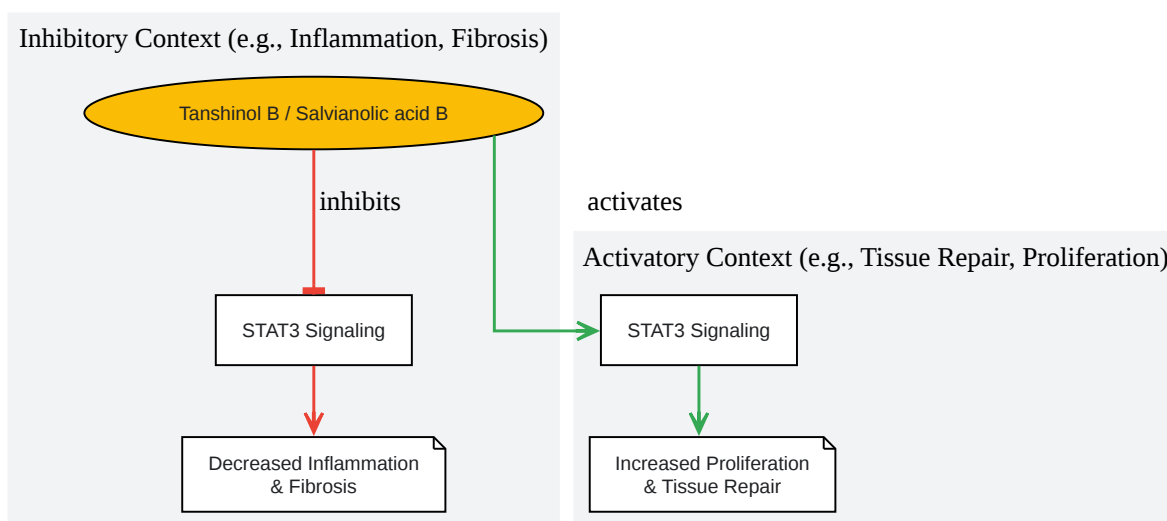 Inhibitory Context (e.g., Inflammation, Fibrosis)
Tanshinol B / Salvianolic acid B
inhibits
activates
Activatory Context (e.g., Tissue Repair, Proliferation)
STAT3 Signaling
STAT3 Signaling
Decreased Inflammation
& Fibrosis
Increased Proliferation
& Tissue Repair